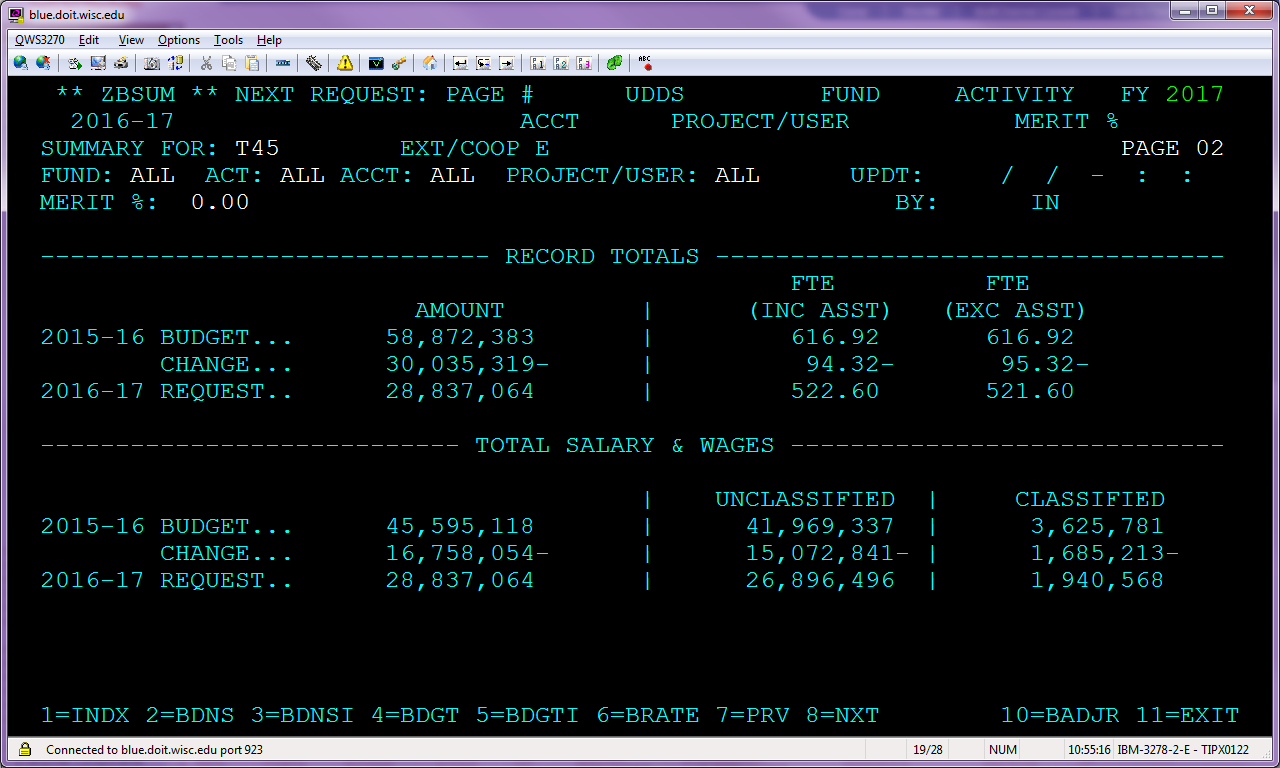 blue.doit.wisc.edu
QWS3270 Edit View Options Tools Help
** ZBSUM ** NEXT REQUEST: PAGE # UDDS FUND ACTIVITY FY 2017
2016-17 ACCT PROJECT/USER MERIT %
SUMMARY FOR: T45 EXT/COOP E PAGE 02
FUND: ALL ACT: ALL ACCT: ALL PROJECT/USER: ALL UPDT: / / - : :
MERIT %: 0.00 BY: IN
------------------------------ RECORD TOTALS ----------------------------------
FTE FTE
AMOUNT | (INC ASST) (EXC ASST)
2015-16 BUDGET... 58,872,383 | 616.92 616.92
CHANGE... 30,035,319- | 94.32- 95.32-
2016-17 REQUEST.. 28,837,064 | 522.60 521.60
---------------------------- TOTAL SALARY & WAGES -----------------------------
| UNCLASSIFIED | CLASSIFIED
2015-16 BUDGET... 45,595,118 | 41,969,337 | 3,625,781
CHANGE... 16,758,054- | 15,072,841- | 1,685,213-
2016-17 REQUEST.. 28,837,064 | 26,896,496 | 1,940,568
1=INDX 2=BDNS 3=BDNSI 4=BDGT 5=BDGTI 6=BRATE 7=PRV 8=NXT 10=BADJR 11=EXIT
Connected to blue.doit.wisc.edu port 923 19/28 NUM 10:55:16 IBM-3278-2-E - TIPX0122